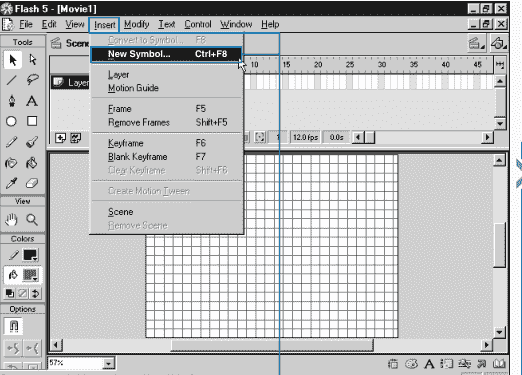 Flash 5 - [Movie1]
File Edit View Insert Modify Text Control Window Help
Tools
Scen
Convert to Symbol... F8
New Symbol... Ctrl+F8
Layer
Motion Guide
Frame F5
Remove Frames Shift+F5
Keyframe F6
Blank Keyframe F7
Clear Keyframe Shift+F6
Create Motion Tween
Scene
Remove Scene
10 15 20 25 30 35 40 45
Layer
1 12.0 fps 0.0s
View
Colors
Options
57%